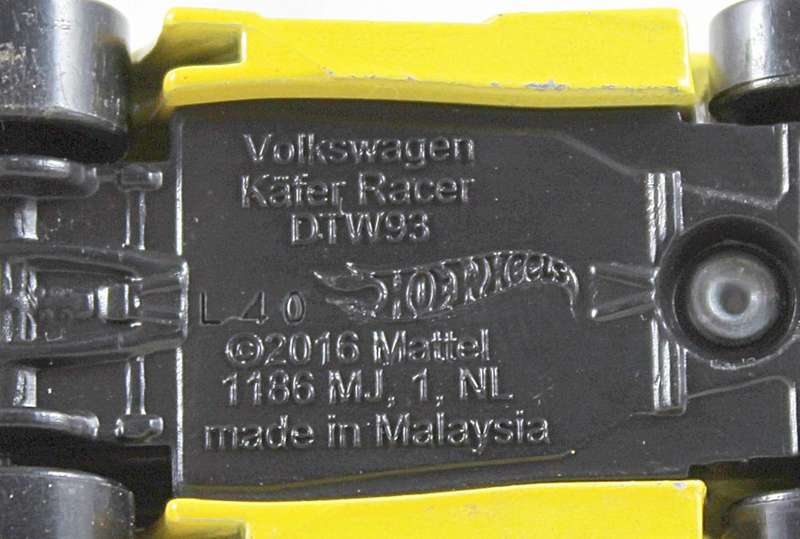 Volkswagen
Käfer Racer
DTW93
L 4 0 HOT WHeeLs
©2016 Mattel
1186 MJ, 1, NL
made in Malaysia